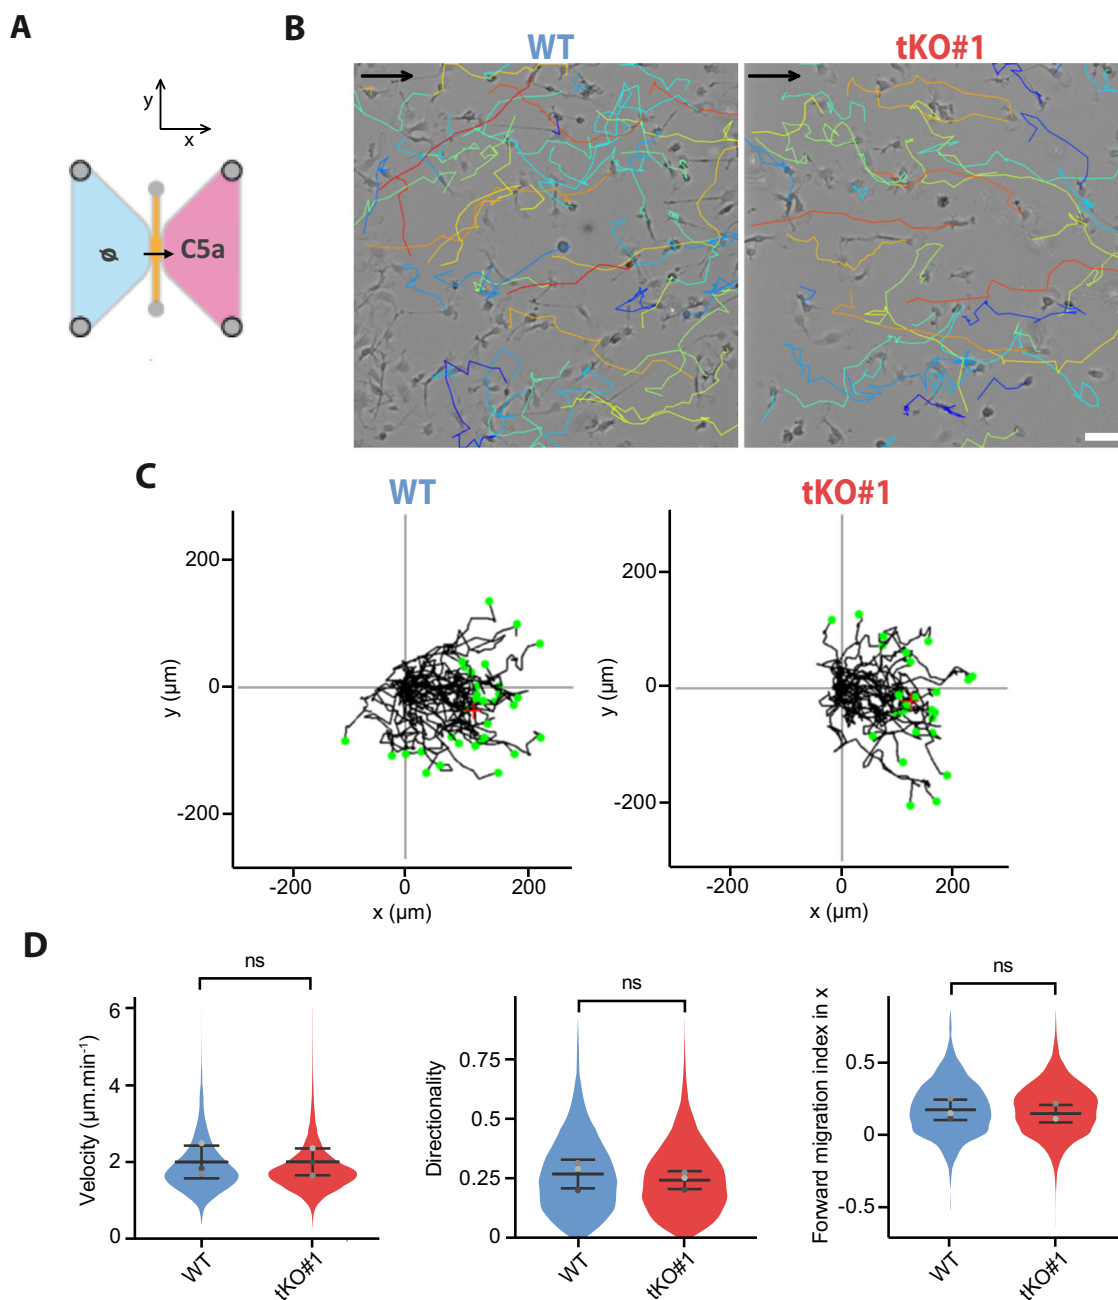 A
y
x
ø
C5a
B
WT
tKO#1
C
WT
tKO#1
200
0
-200
y (µm)
-200
0
200
x (µm)
200
0
-200
y (µm)
-200
0
200
x (µm)
D
ns
6
4
2
0
Velocity (µm.min⁻¹)
WT
tKO#1
ns
0.75
0.5
0.25
0
Directionality
WT
tKO#1
ns
0.5
0
-0.5
Forward migration index in x
WT
tKO#1